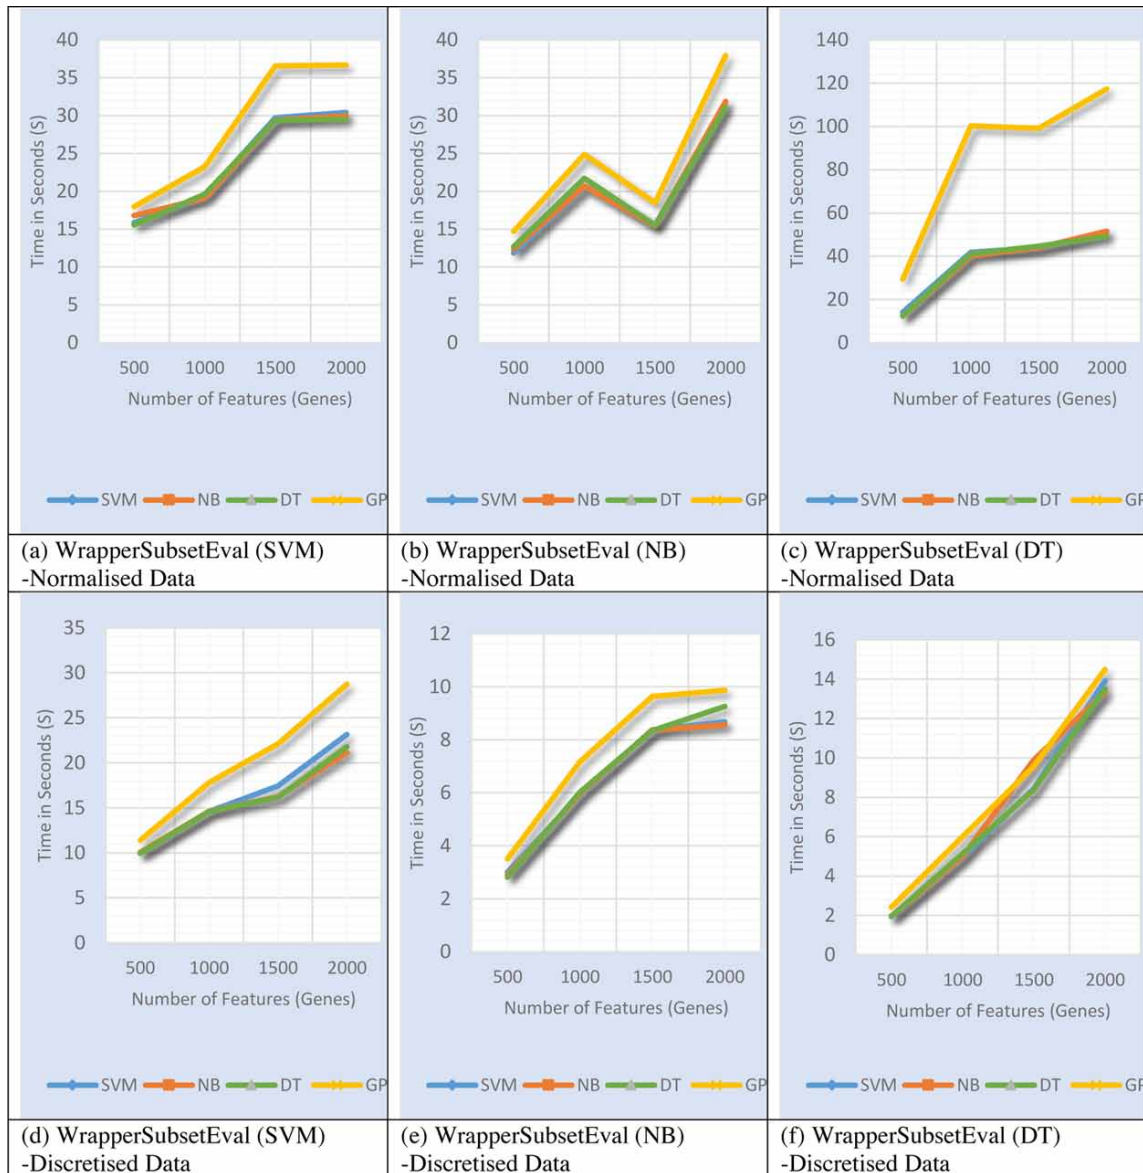 40
35
30
25
20
15
10
5
0
Time in Seconds (S)
500 1000 1500 2000
Number of Features (Genes)
SVM NB DT GP
(a) WrapperSubsetEval (SVM)
-Normalised Data
40
35
30
25
20
15
10
5
0
Time in Seconds (S)
500 1000 1500 2000
Number of Features (Genes)
SVM NB DT GP
(b) WrapperSubsetEval (NB)
-Normalised Data
140
120
100
80
60
40
20
0
Time in Seconds (S)
500 1000 1500 2000
Number of Features (Genes)
SVM NB DT GP
(c) WrapperSubsetEval (DT)
-Normalised Data
35
30
25
20
15
10
5
0
Time in Seconds (S)
500 1000 1500 2000
Number of Features (Genes)
SVM NB DT GP
(d) WrapperSubsetEval (SVM)
-Discretised Data
12
10
8
6
4
2
0
Time in Seconds (S)
500 1000 1500 2000
Number of Features (Genes)
SVM NB DT GP
(e) WrapperSubsetEval (NB)
-Discretised Data
16
14
12
10
8
6
4
2
0
Time in Seconds (S)
500 1000 1500 2000
Number of Features (Genes)
SVM NB DT GP
(f) WrapperSubsetEval (DT)
-Discretised Data